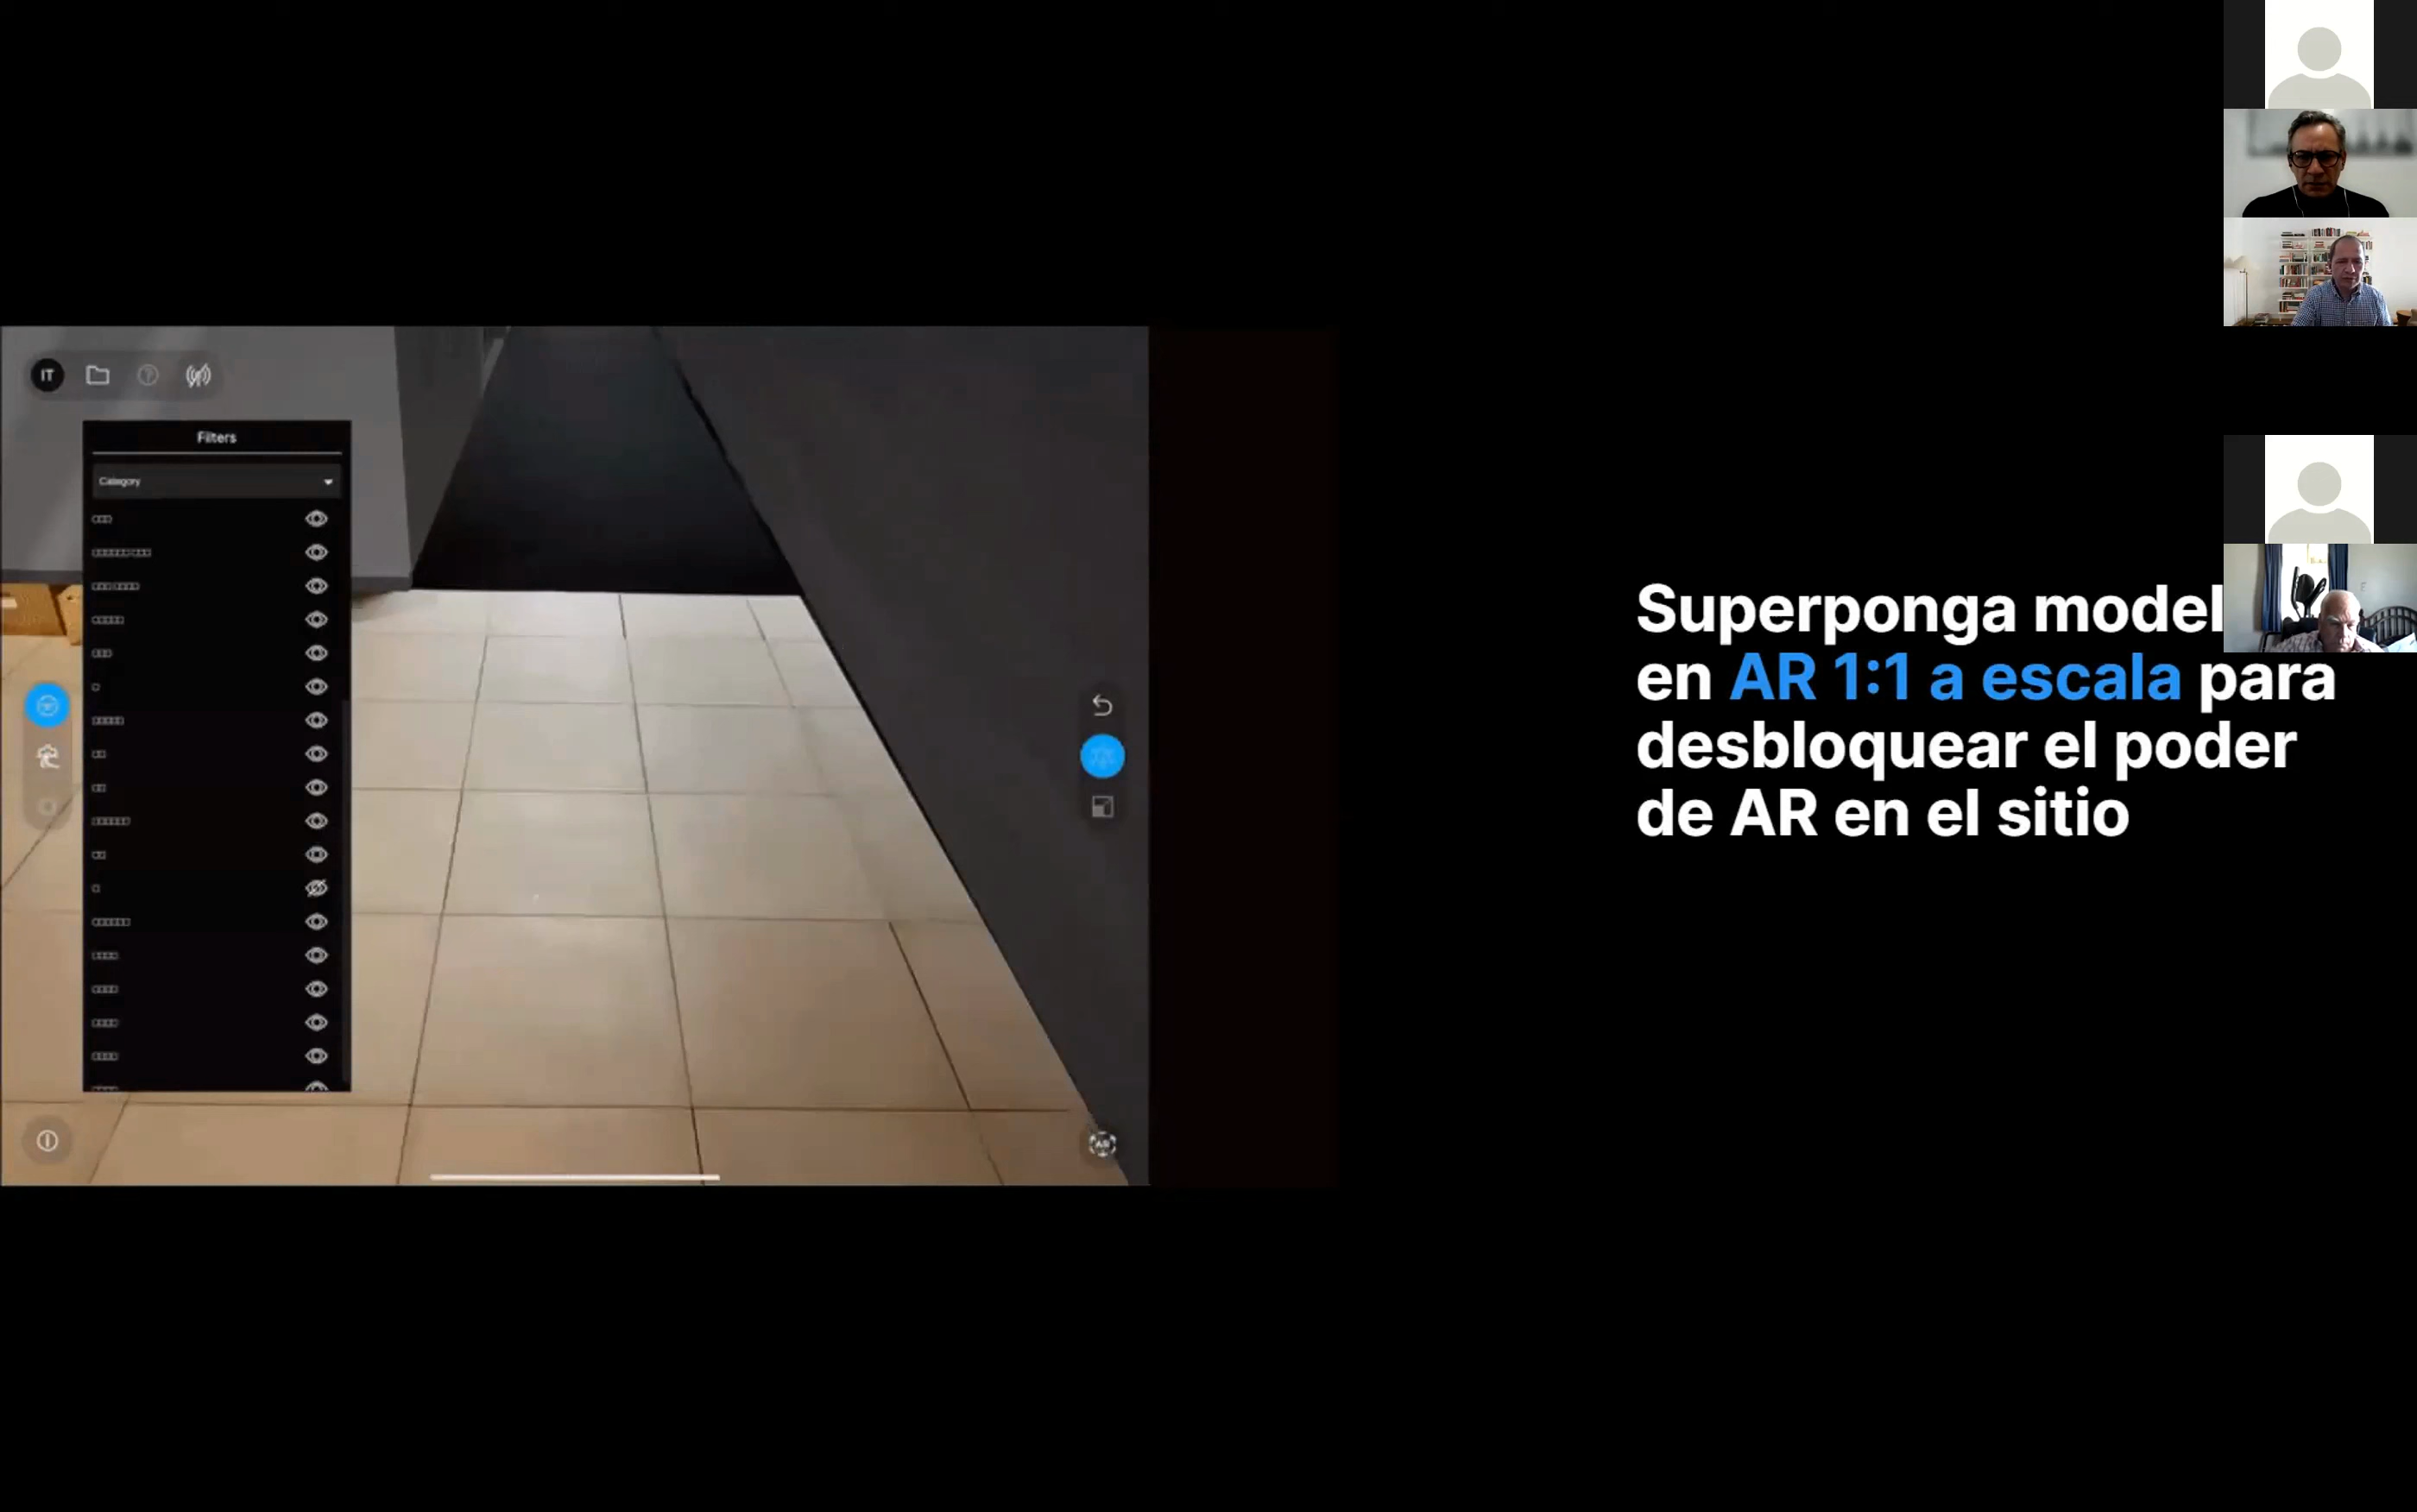 IT
Filters
Category
AR
Superponga model
en AR 1:1 a escala para
desbloquear el poder
de AR en el sitio